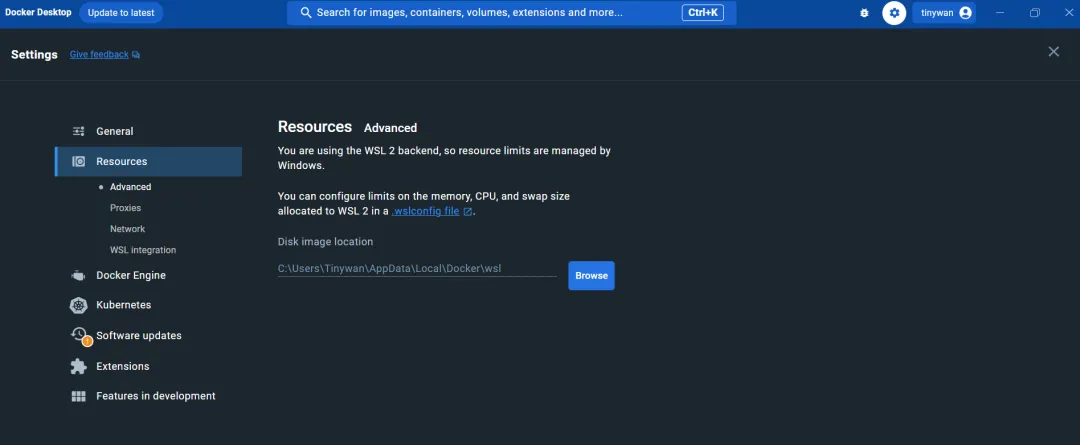 Docker Desktop Update to latest Search for images, containers, volumes, extensions and more... Ctrl+K tinywan
Settings Give feedback
General
Resources
Advanced
Proxies
Network
WSL integration
Docker Engine
Kubernetes
Software updates
Extensions
Features in development
Resources Advanced
You are using the WSL 2 backend, so resource limits are managed by
Windows.
You can configure limits on the memory, CPU, and swap size
allocated to WSL 2 in a .wslconfig file.
Disk image location
C:\Users\Tinywan\AppData\Local\Docker\wsl
Browse